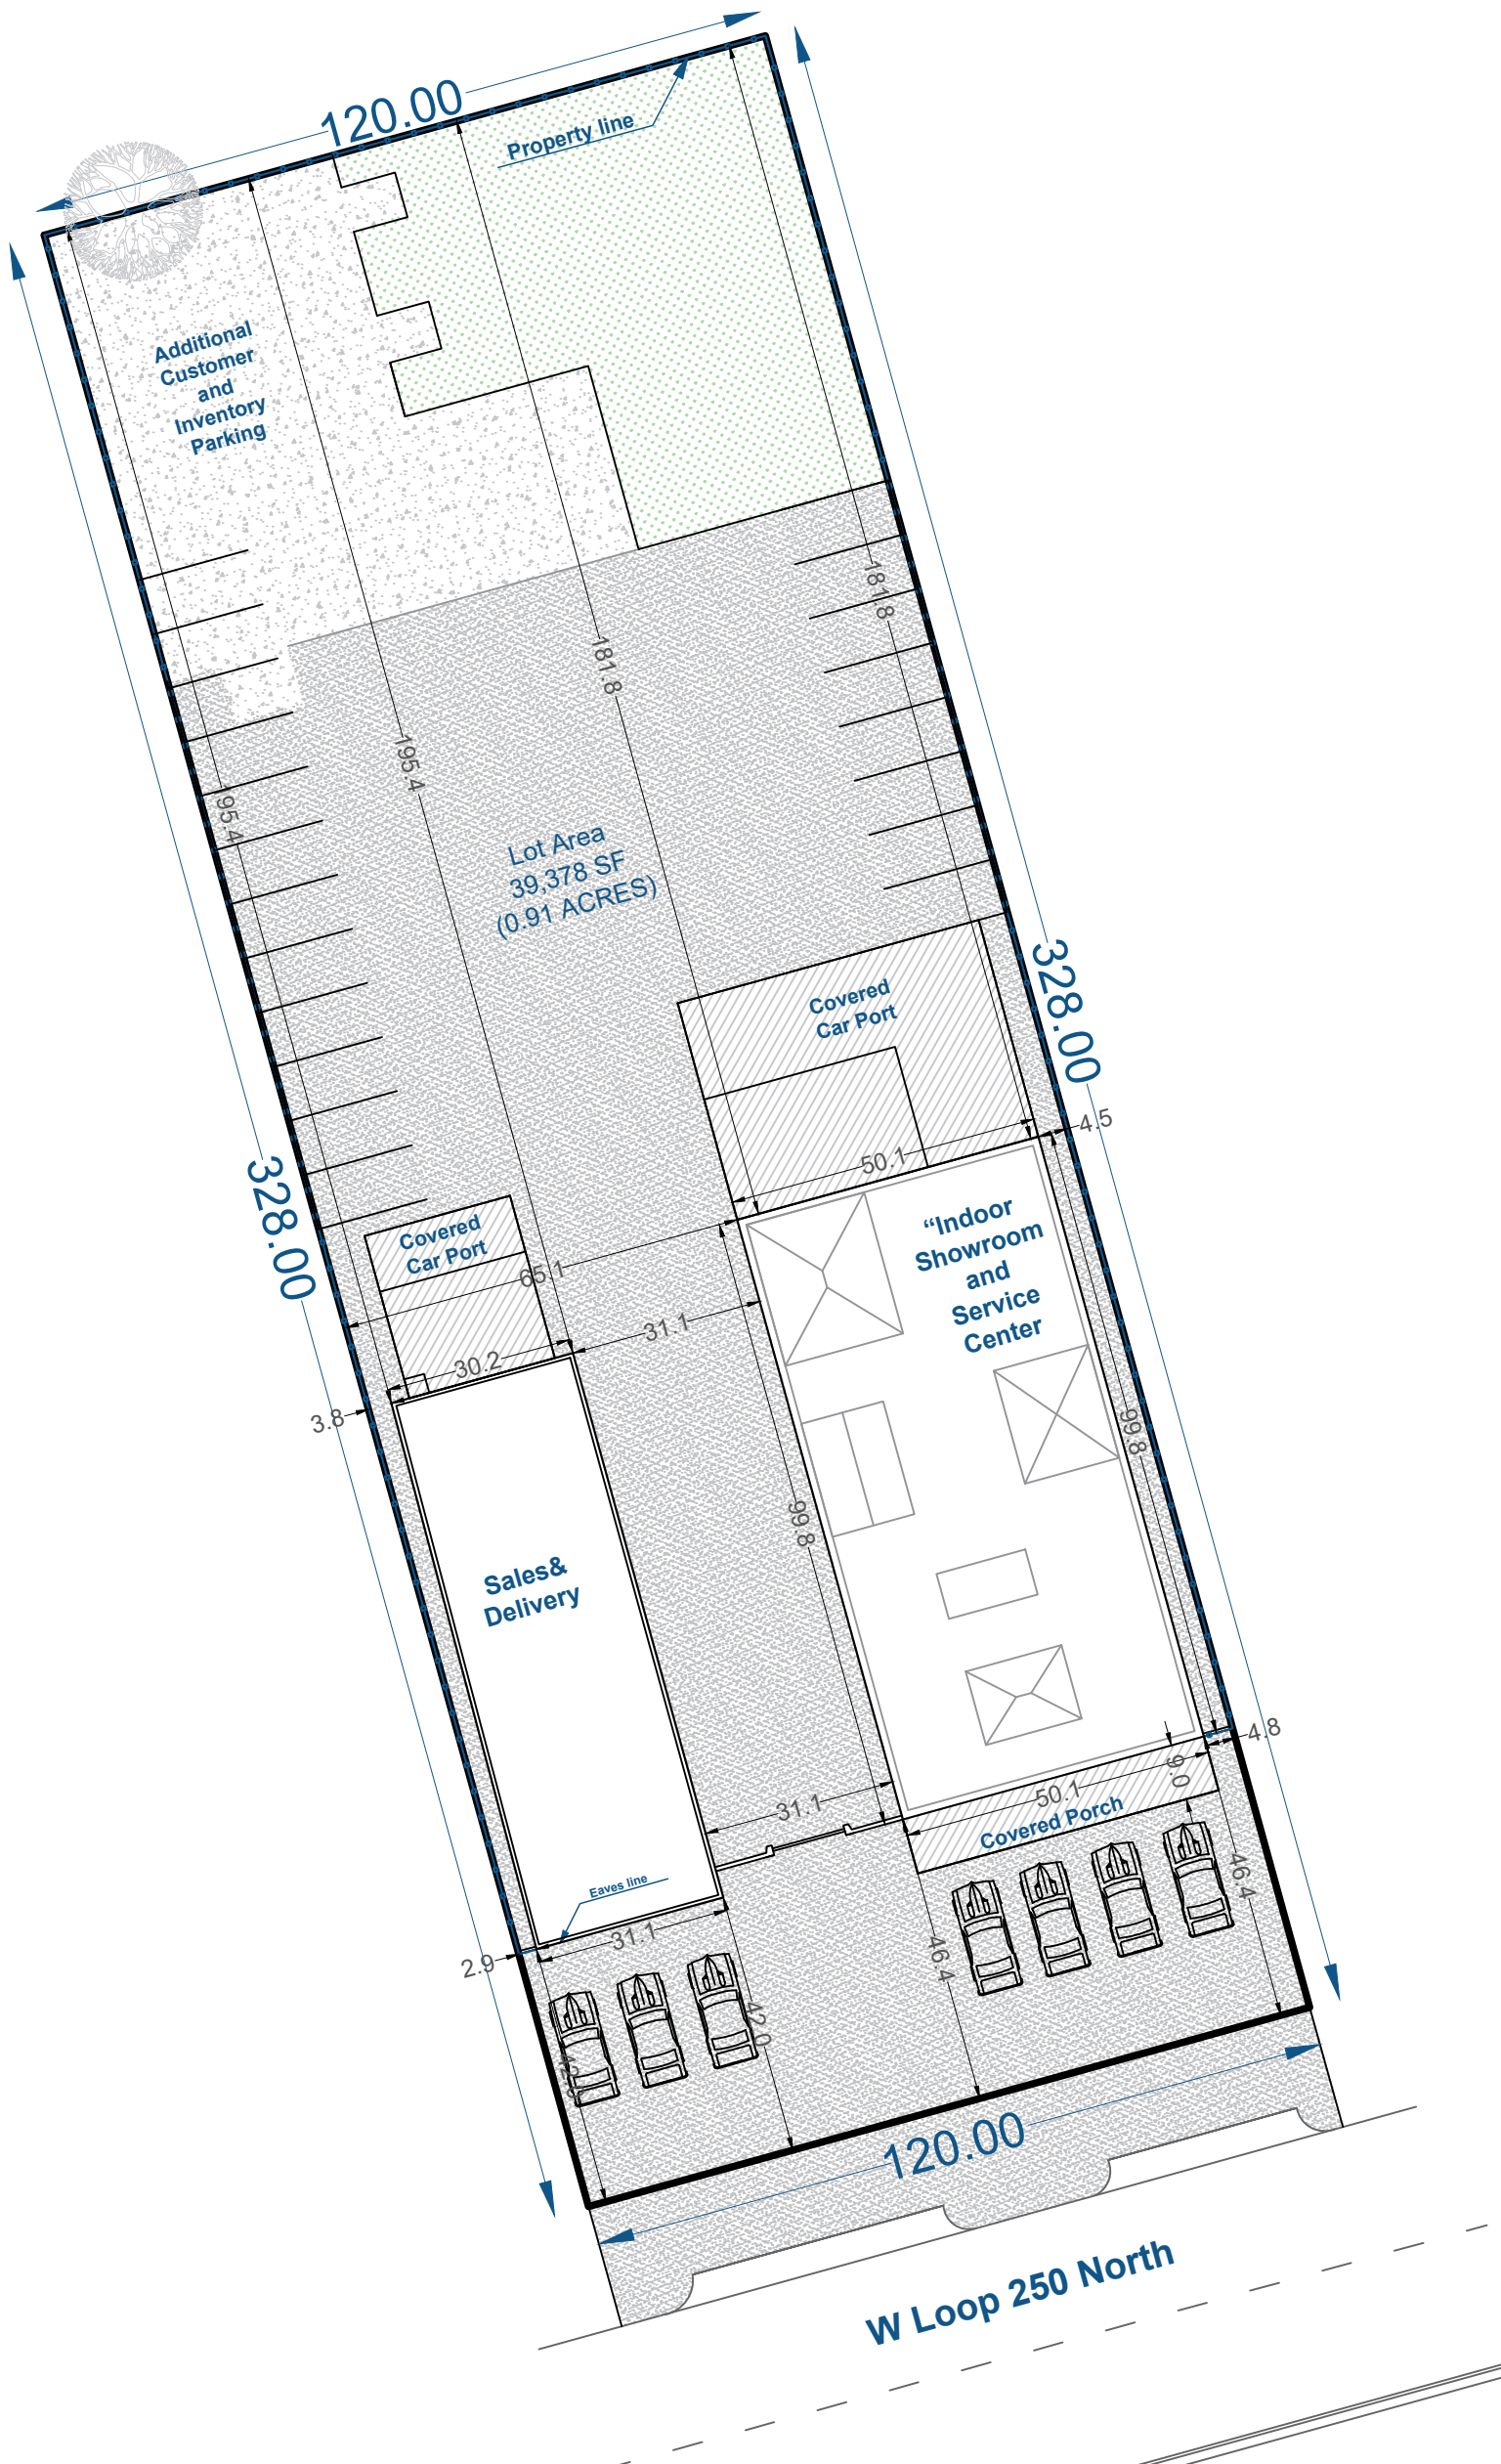 120.00
Property line
Additional
Customer
and
Inventory
Parking
181.8
181.8
195.4
195.4
Lot Area
39,378 SF
(0.91 ACRES)
328.00
Covered
Car Port
4.5
50.1
328.00
Covered
Car Port
65.1
“Indoor
Showroom
and
Service
Center
31.1
30.2
3.8
99.8
99.8
Sales&
Delivery
4.8
9.0
50.1
31.1
Covered Porch
Eaves line
31.1
46.4
46.4
2.9
42.0
120.00
W Loop 250 North